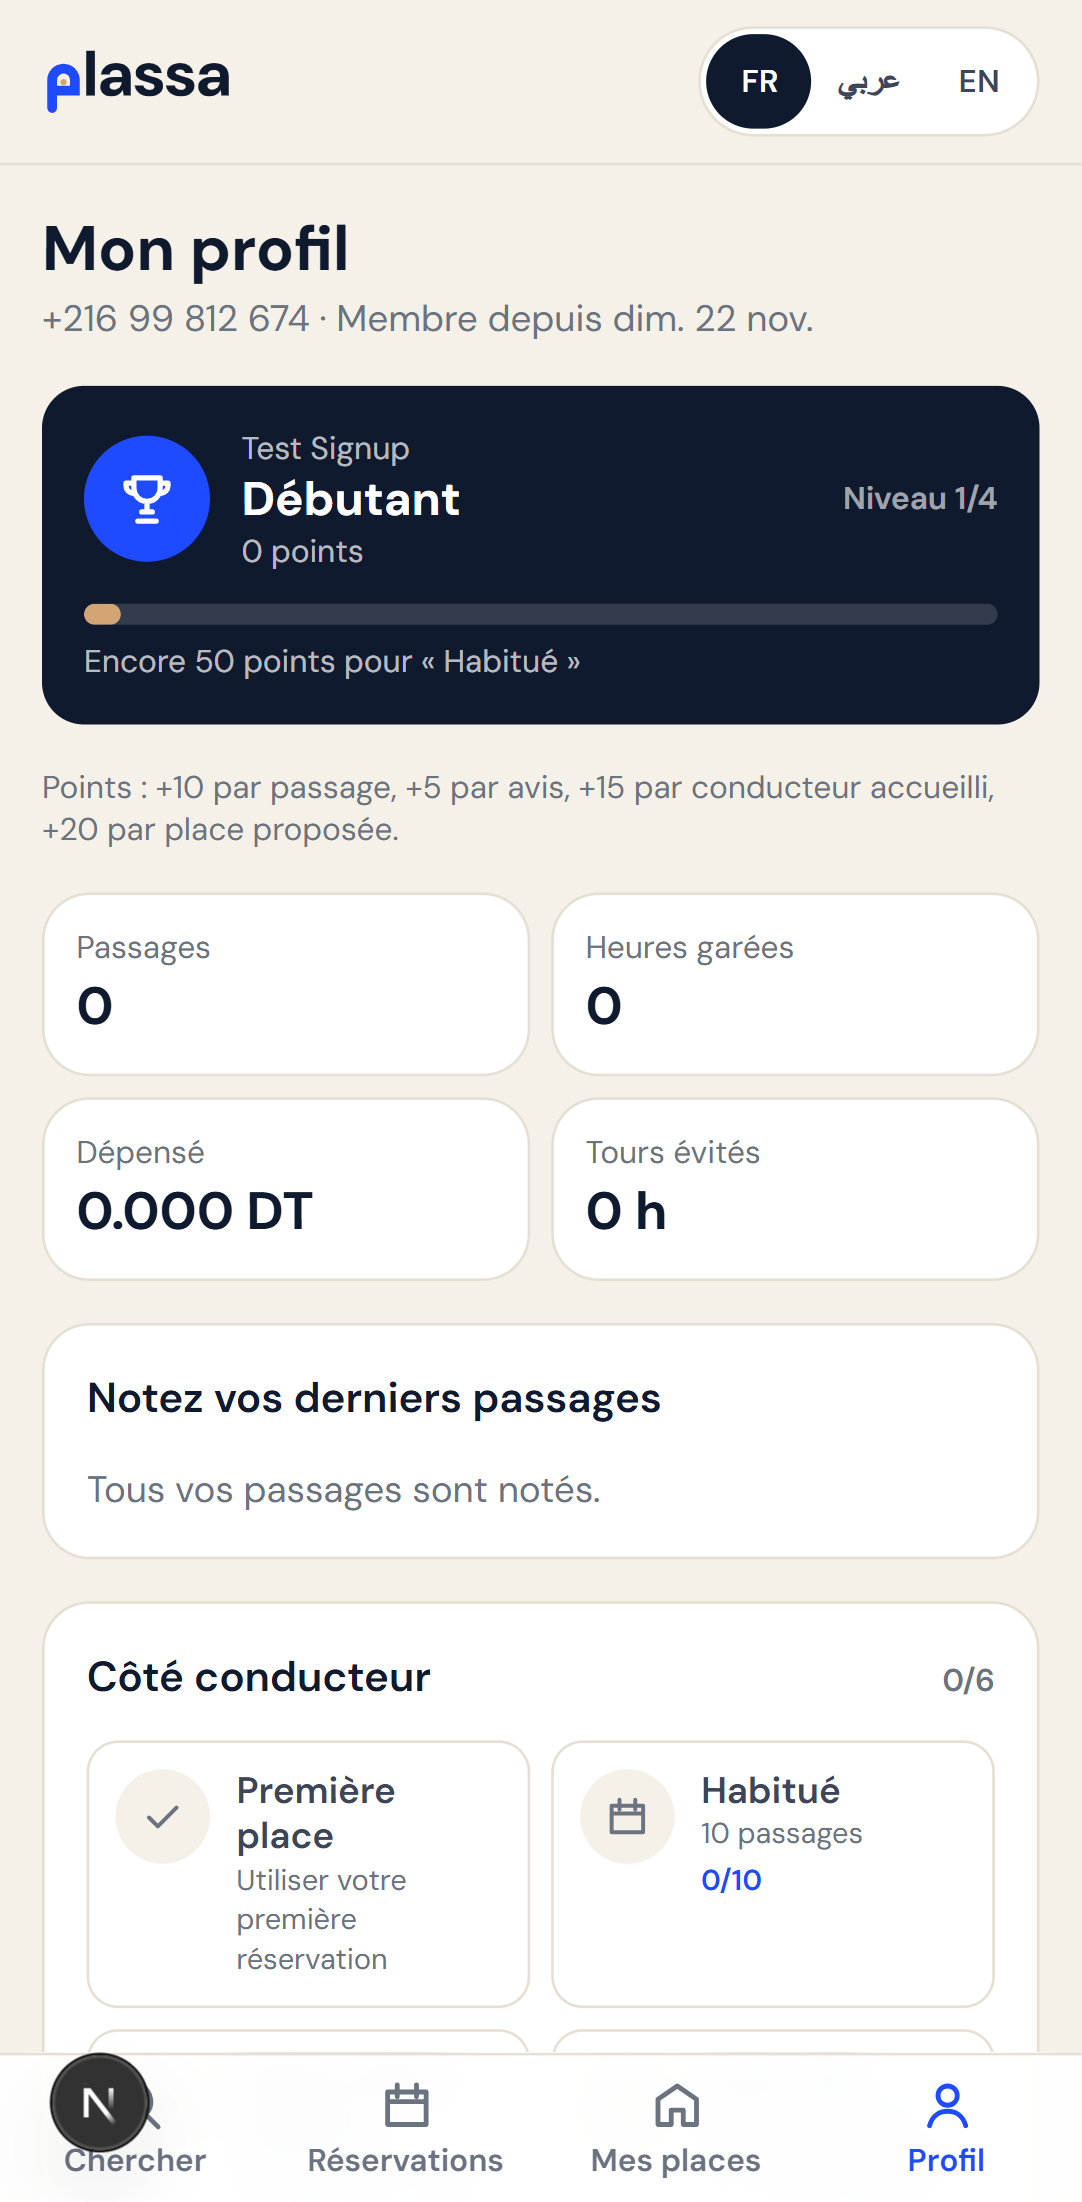 plassa
FR عربي EN
Mon profil
+216 99 812 674 · Membre depuis dim. 22 nov.
Test Signup
Débutant
Niveau 1/4
0 points
Encore 50 points pour « Habitué »
Points : +10 par passage, +5 par avis, +15 par conducteur accueilli,
+20 par place proposée.
Passages
0
Heures garées
0
Dépensé
0.000 DT
Tours évités
0 h
Notez vos derniers passages
Tous vos passages sont notés.
Côté conducteur
0/6
Première
place
Utiliser votre
première
réservation
Habitué
10 passages
0/10
N
Chercher
Réservations
Mes places
Profil